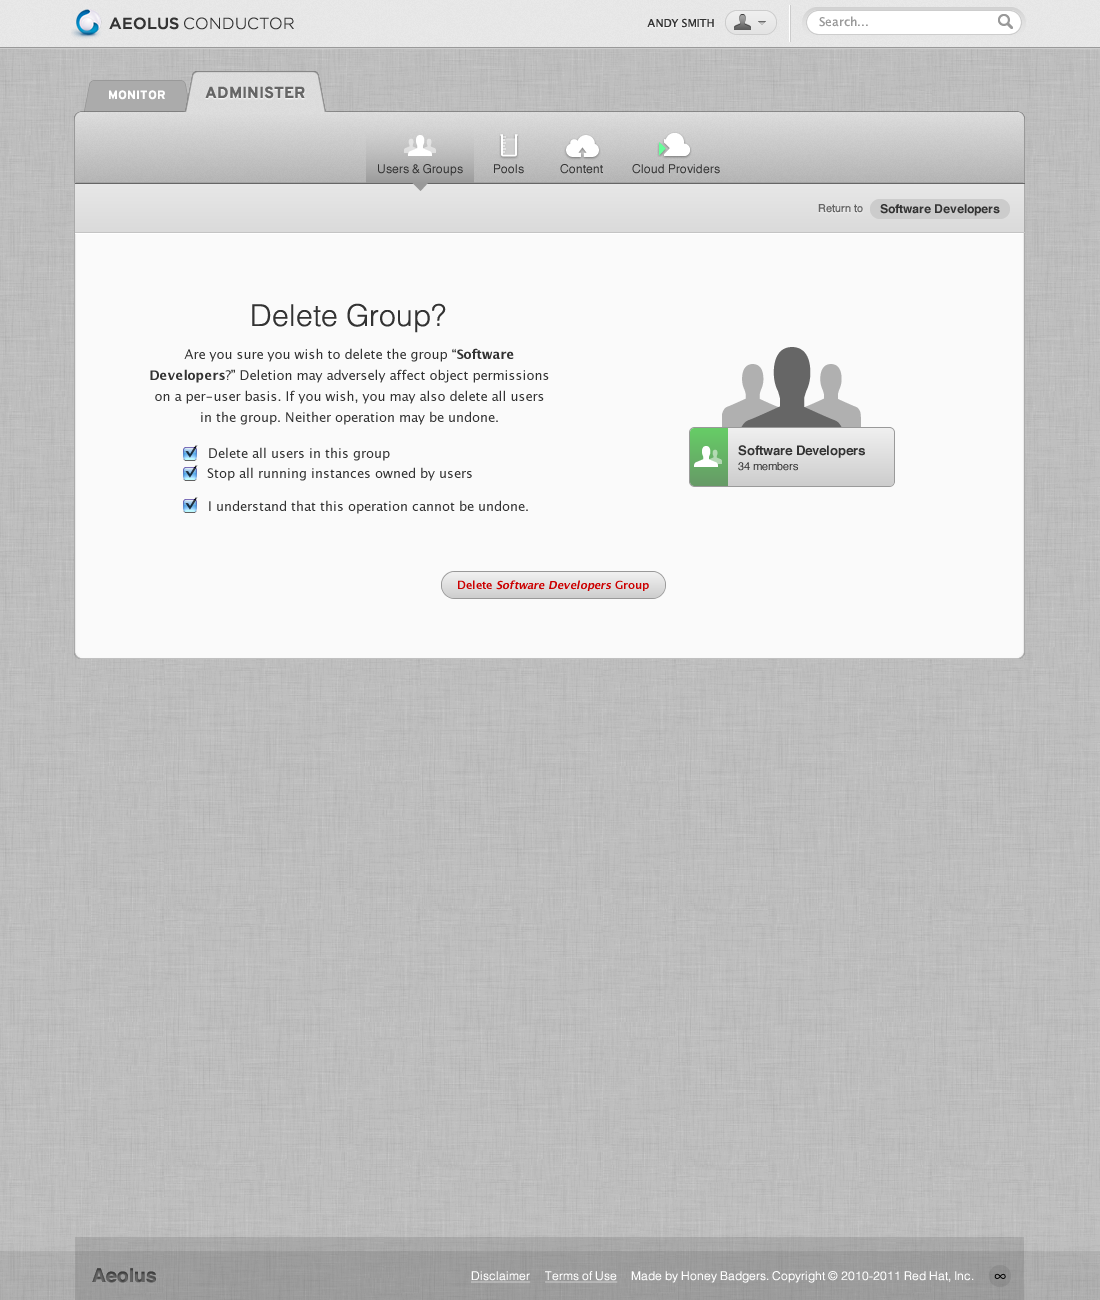 AEOLUS CONDUCTOR
ANDY SMITH
Search...
MONITOR
ADMINISTER
Users & Groups
Pools
Content
Cloud Providers
Return to Software Developers
Delete Group?
Are you sure you wish to delete the group “Software
Developers?” Deletion may adversely affect object permissions
on a per-user basis. If you wish, you may also delete all users
in the group. Neither operation may be undone.
Delete all users in this group
Stop all running instances owned by users
I understand that this operation cannot be undone.
Software Developers
34 members
Delete Software Developers Group
Aeolus
Disclaimer Terms of Use Made by Honey Badgers. Copyright © 2010-2011 Red Hat, Inc.